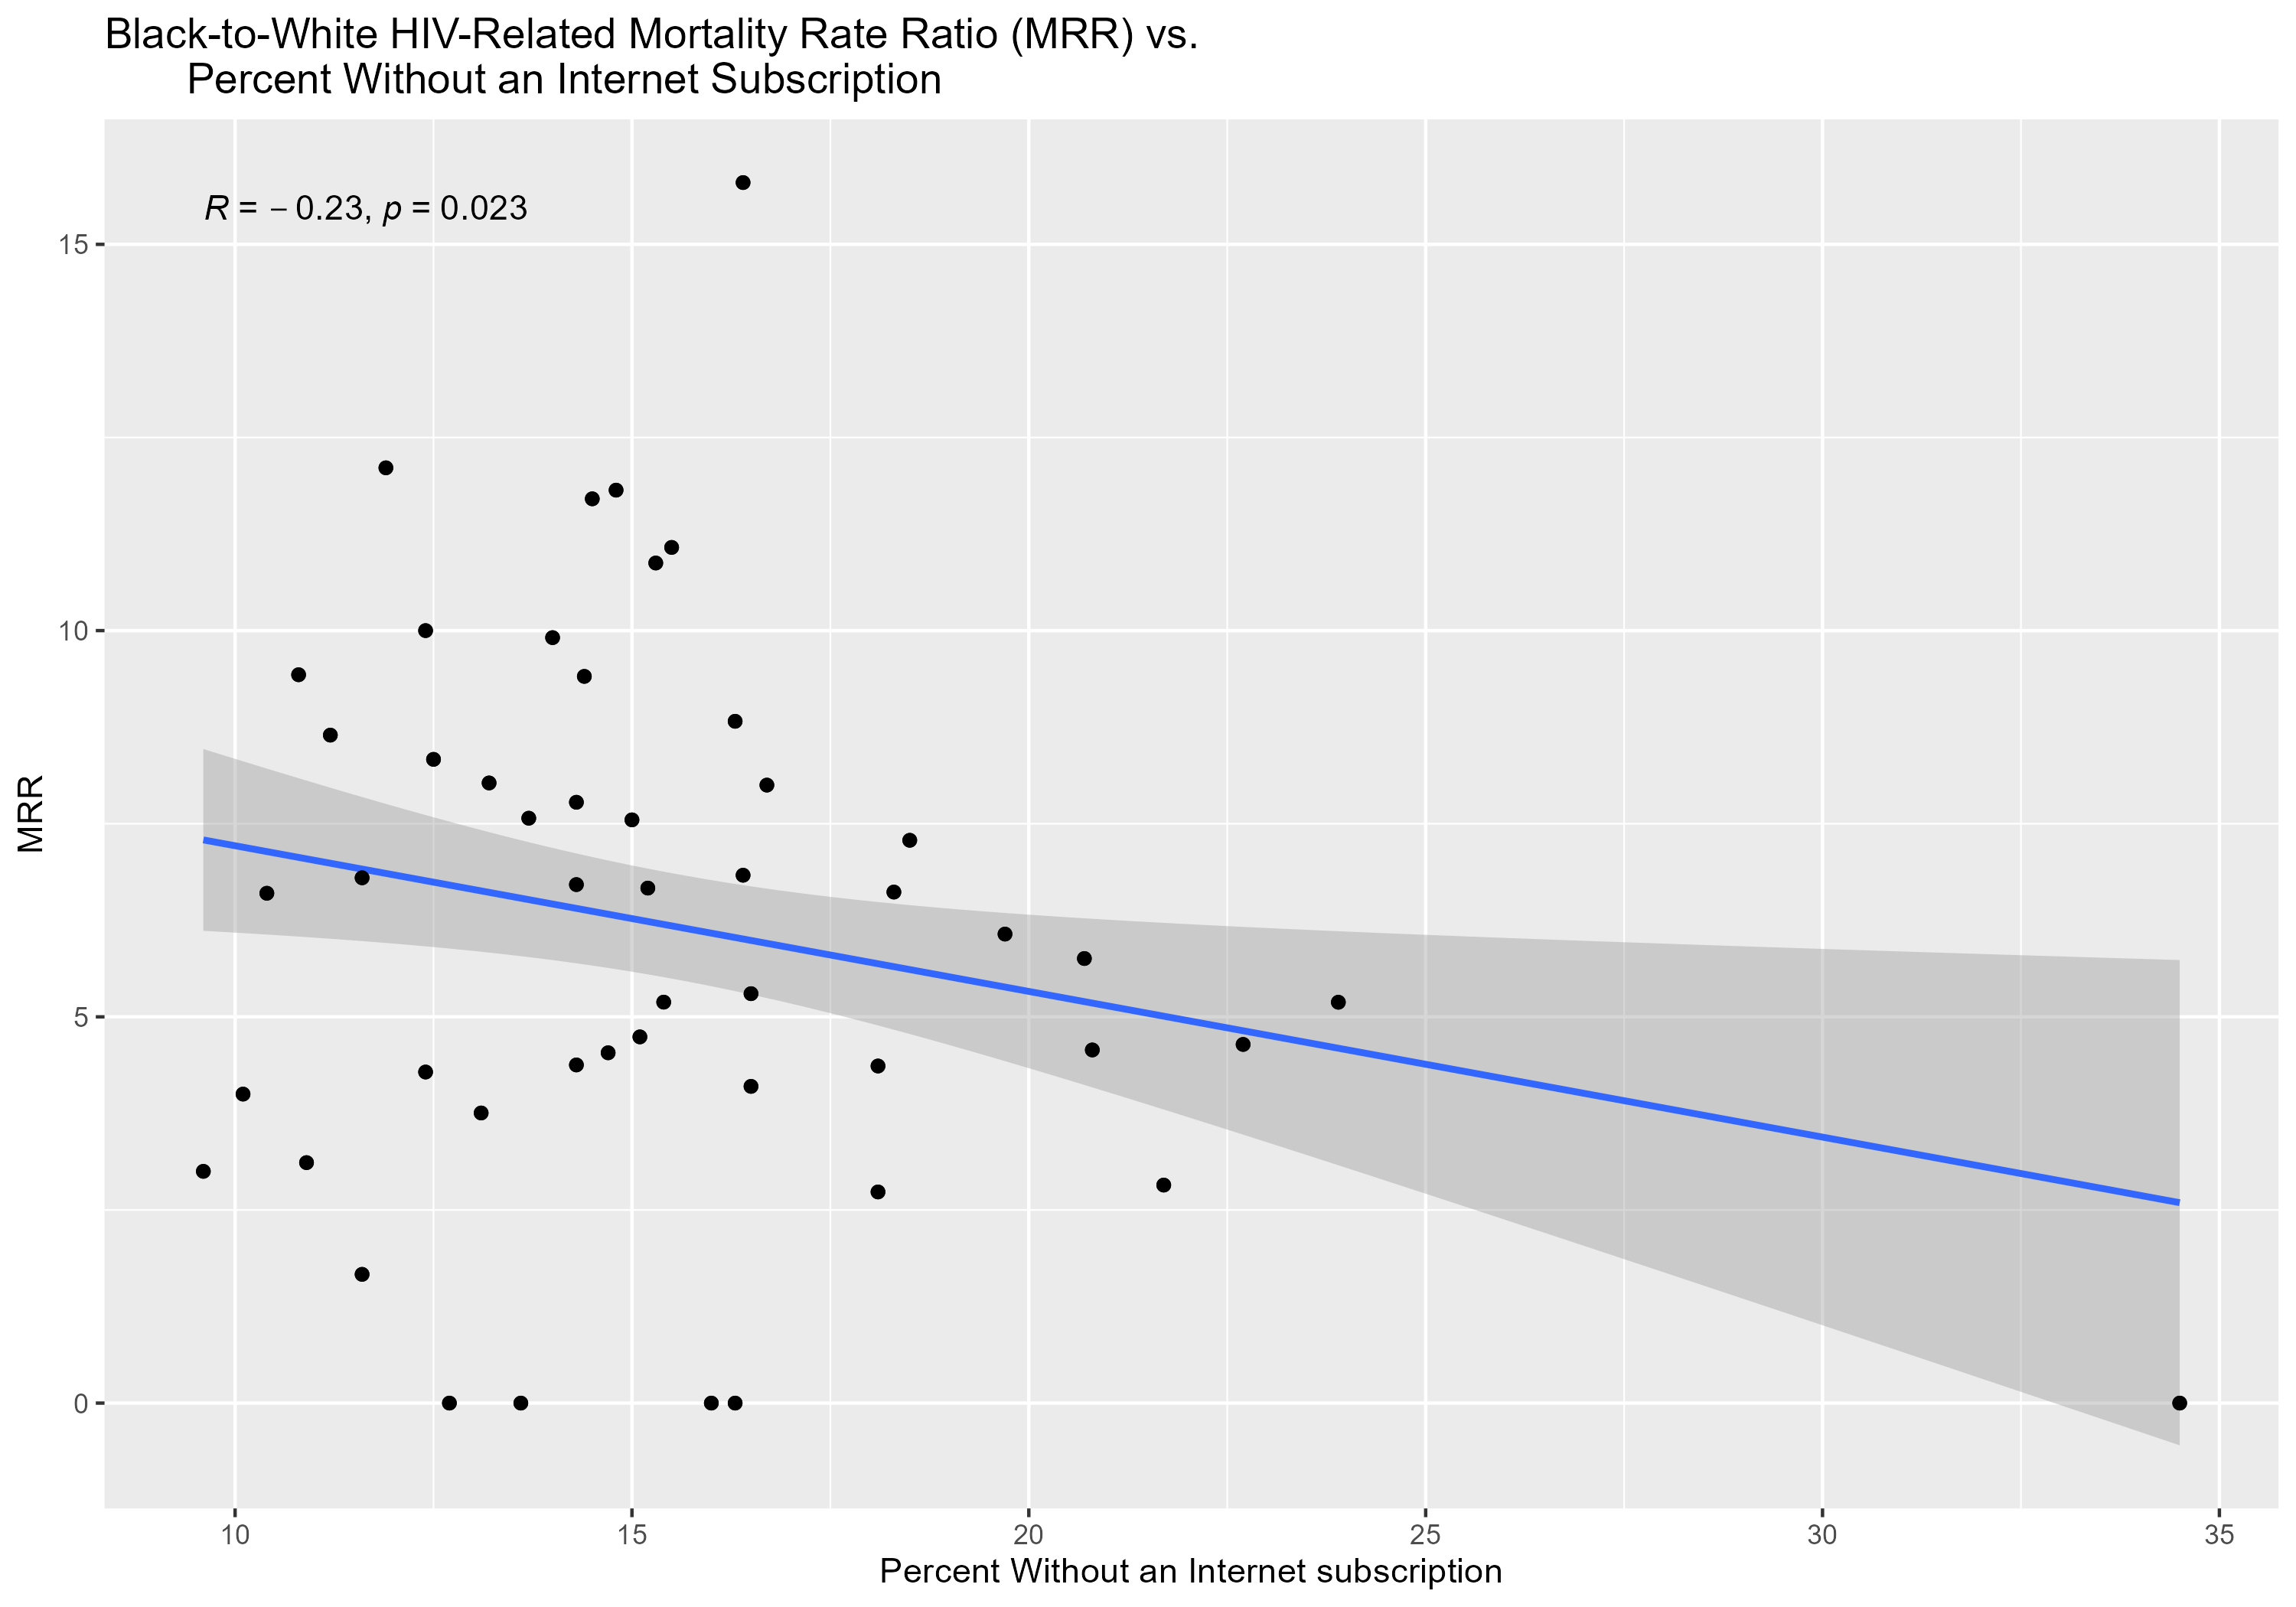 Black-to-White HIV-Related Mortality Rate Ratio (MRR) vs.
Percent Without an Internet Subscription
R = − 0.23, p = 0.023
15
10
5
0
MRR
10 15 20 25 30 35
Percent Without an Internet subscription